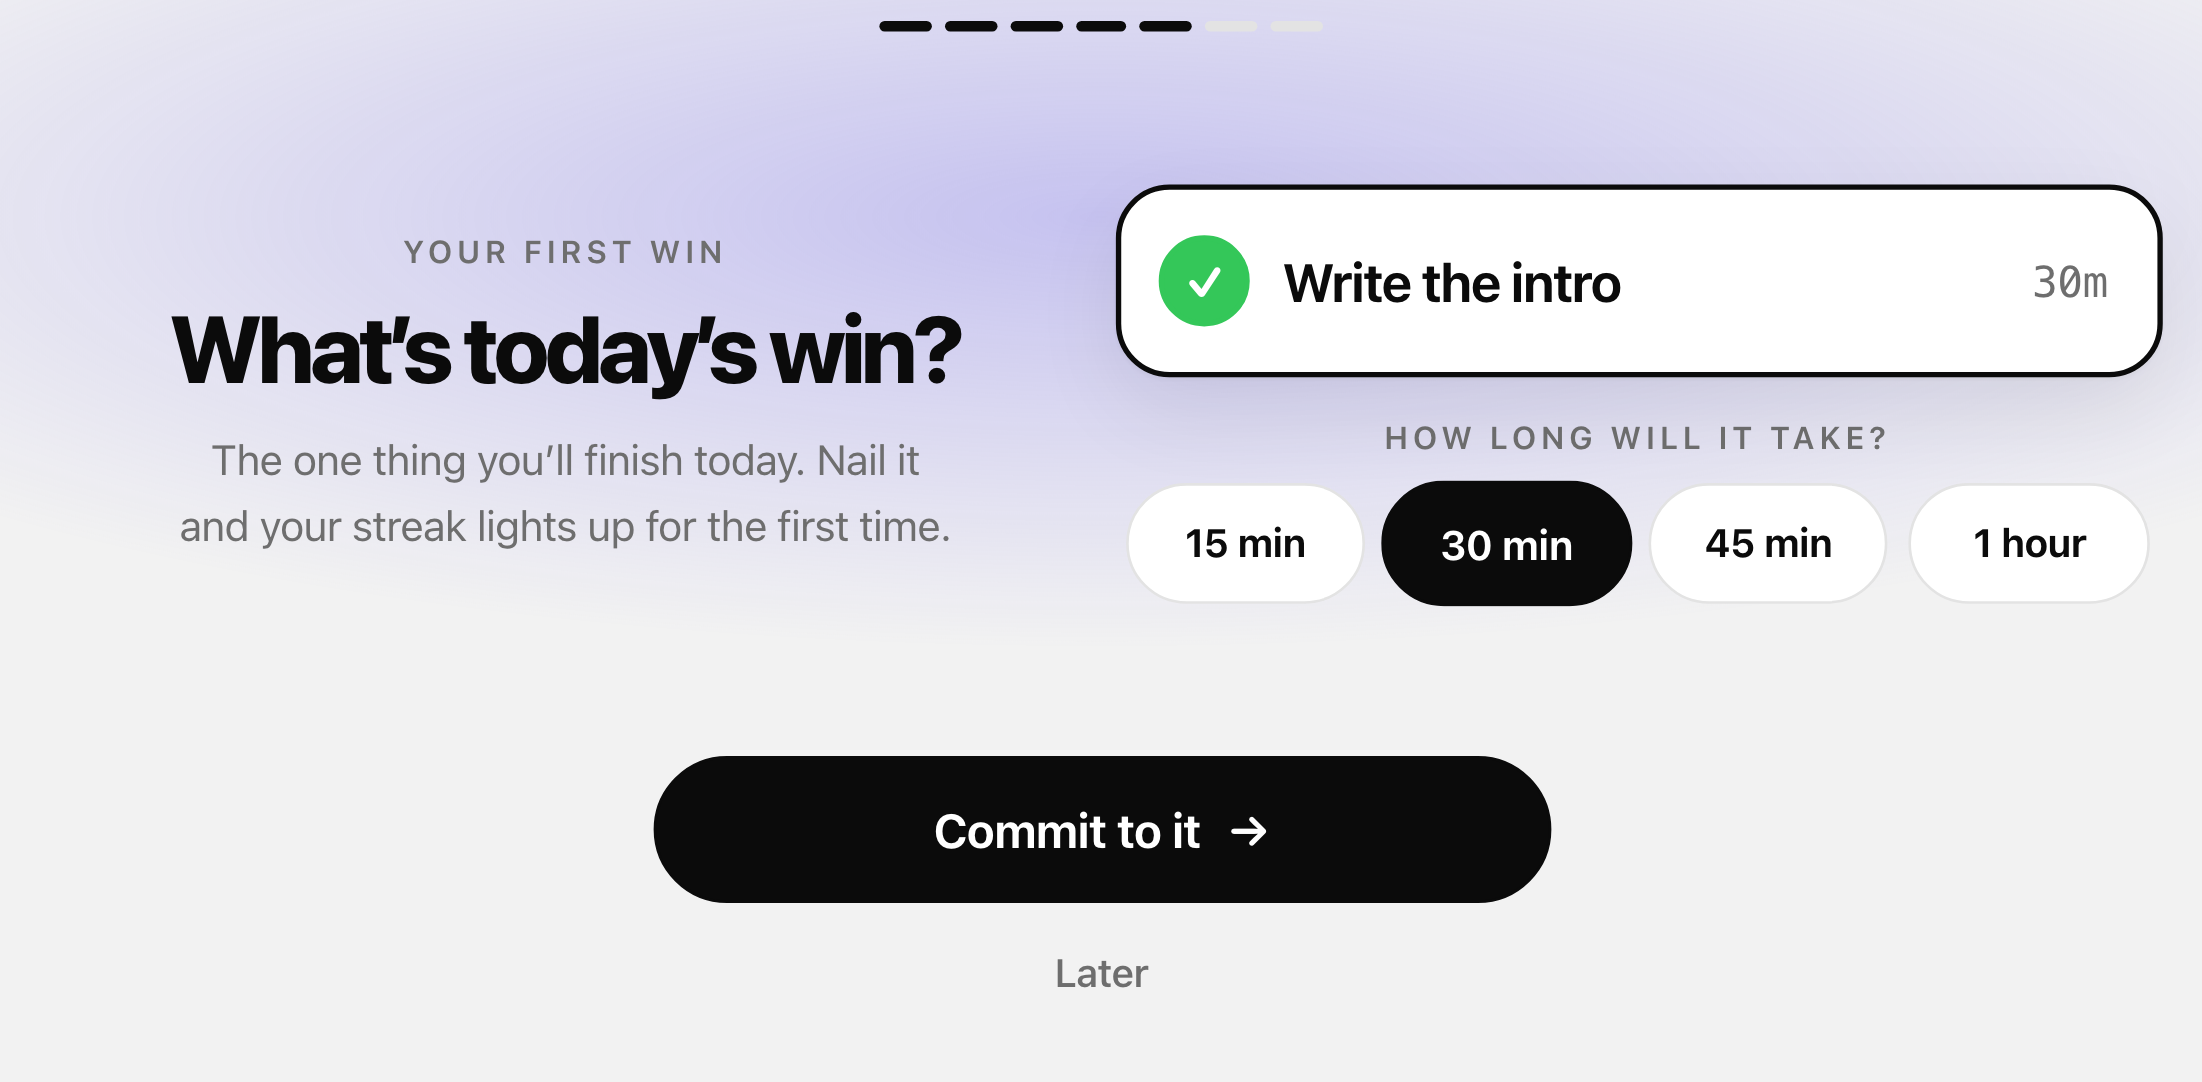 YOUR FIRST WIN
What’s today’s win?
The one thing you’ll finish today. Nail it
and your streak lights up for the first time.
Write the intro
30m
HOW LONG WILL IT TAKE?
15 min
30 min
45 min
1 hour
Commit to it →
Later